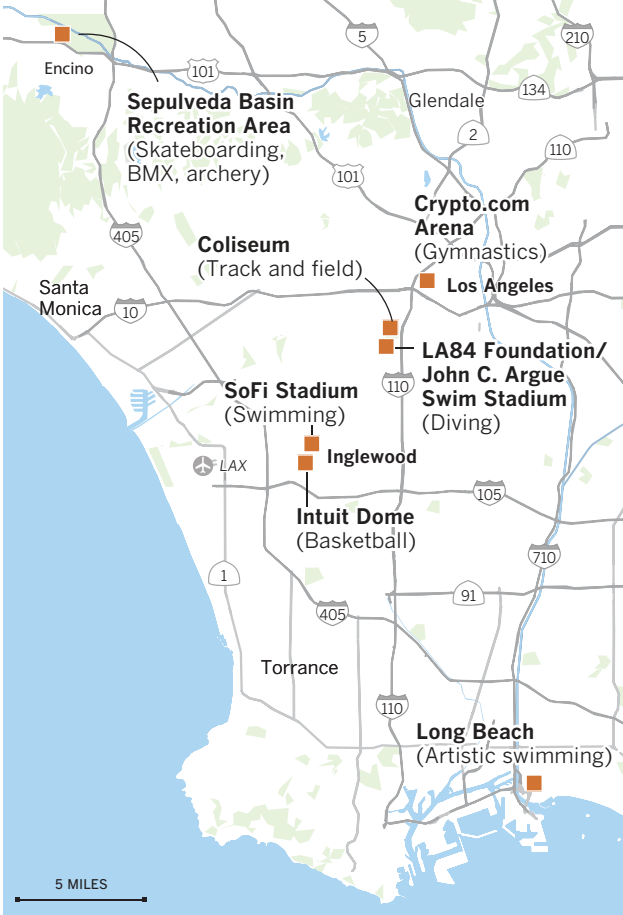 5
210
Encino
101
134
Glendale
Sepulveda Basin
Recreation Area
(Skateboarding,
BMX, archery)
2
110
101
Crypto.com
Arena
(Gymnastics)
405
Coliseum
(Track and field)
Los Angeles
Santa
Monica
10
LA84 Foundation/
John C. Argue
Swim Stadium
(Diving)
110
SoFi Stadium
(Swimming)
Inglewood
LAX
105
Intuit Dome
(Basketball)
710
1
91
405
Torrance
110
Long Beach
(Artistic swimming)
5 MILES